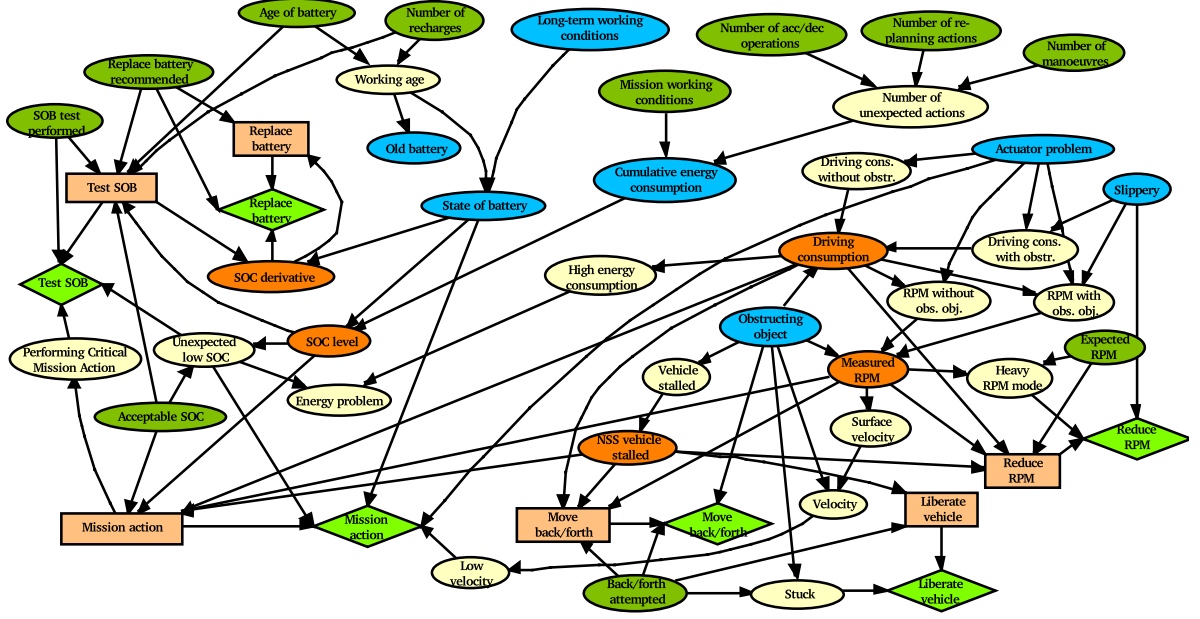 Age of battery
Number of
recharges
Long-term working
conditions
Number of acc/dec
operations
Number of re-
planning actions
Number of
manoeuvres
Replace battery
recommended
Working age
Mission working
conditions
Number of
unexpected actions
SOB test
performed
Replace
battery
Old battery
Actuator problem
Driving cons.
without obstr.
Test SOB
Cumulative energy
consumption
Slippery
Replace
battery
State of battery
Driving
consumption
Driving cons.
with obstr.
SOC derivative
High energy
consumption
Test SOB
RPM without
obs. obj.
RPM with
obs. obj.
Obstructing
object
Performing Critical
Mission Action
Unexpected
low SOC
SOC level
Expected
RPM
Vehicle
stalled
Measured
RPM
Heavy
RPM mode
Energy problem
Acceptable SOC
Surface
velocity
NSS vehicle
stalled
Reduce
RPM
Reduce
RPM
Mission action
Mission
action
Move
back/forth
Move
back/forth
Velocity
Liberate
vehicle
Low
velocity
Back/forth
attempted
Stuck
Liberate
vehicle